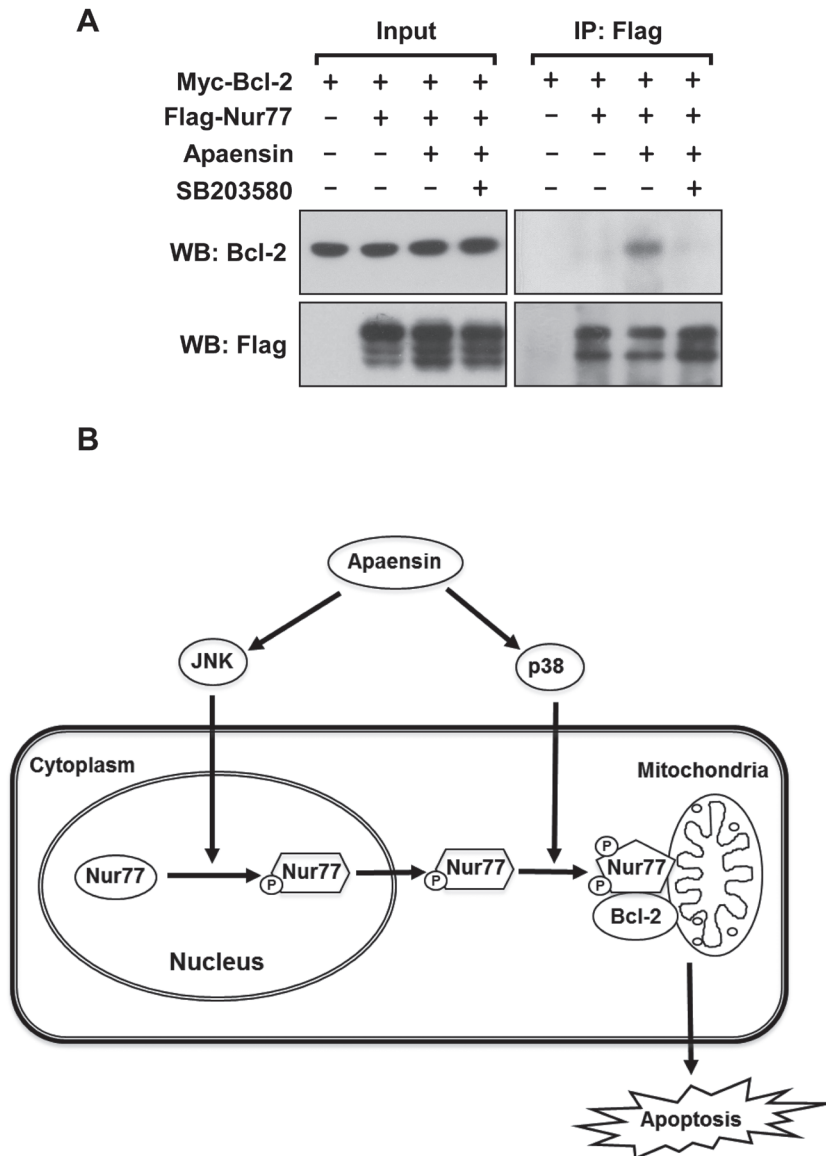 A
Input IP: Flag
Myc-Bcl-2 + + + + + + + +
Flag-Nur77 – + + + – + + +
Apaensin – – + + – – + +
SB203580 – – – + – – – +
WB: Bcl-2
WB: Flag
B
Apaensin
JNK
p38
Cytoplasm
Mitochondria
Nur77 P Nur77 P Nur77 P P Nur77
Bcl-2
Nucleus
Apoptosis